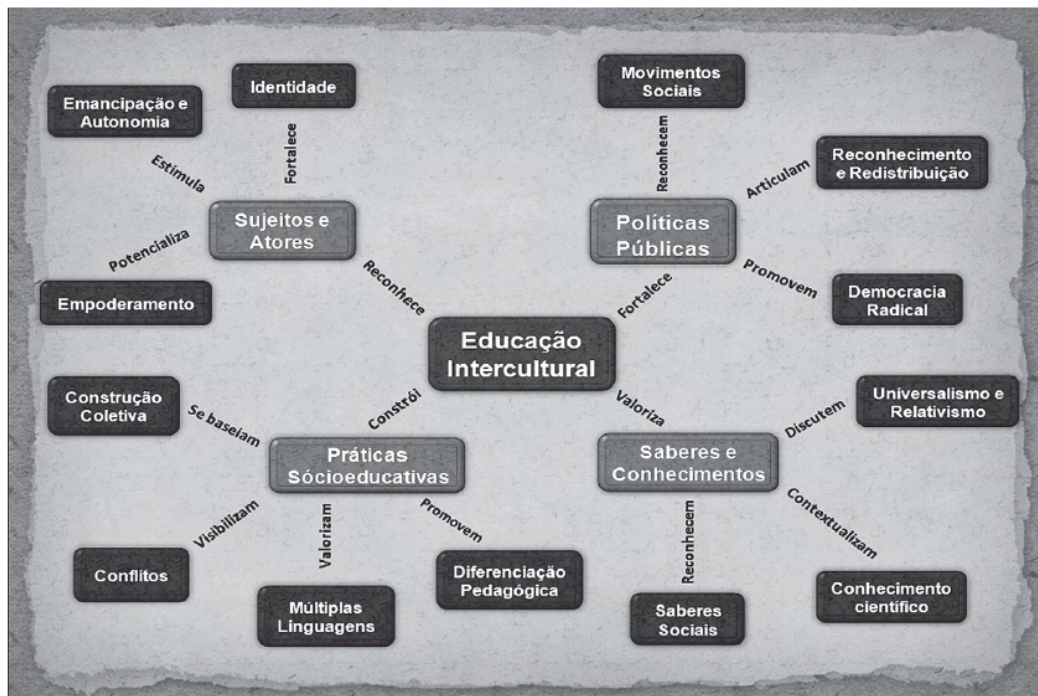 Emancipação e
Autonomia
Identidade
Estimula
Fortalece
Sujeitos e
Atores
Potencializa
Empoderamento
Reconhece
Movimentos
Sociais
Reconhecem
Articulam
Reconhecimento
e Redistribuição
Políticas
Públicas
Promovem
Fortalece
Democracia
Radical
Educação
Intercultural
Construção
Coletiva
Se baseiam
Constrói
Práticas
Sócioeducativas
Visibilizam
Valorizam
Promovem
Conflitos
Múltiplas
Linguagens
Diferenciação
Pedagógica
Valoriza
Saberes e
Conhecimentos
Discutem
Universalismo e
Relativismo
Reconhecem
Contextualizam
Saberes
Sociais
Conhecimento
científico